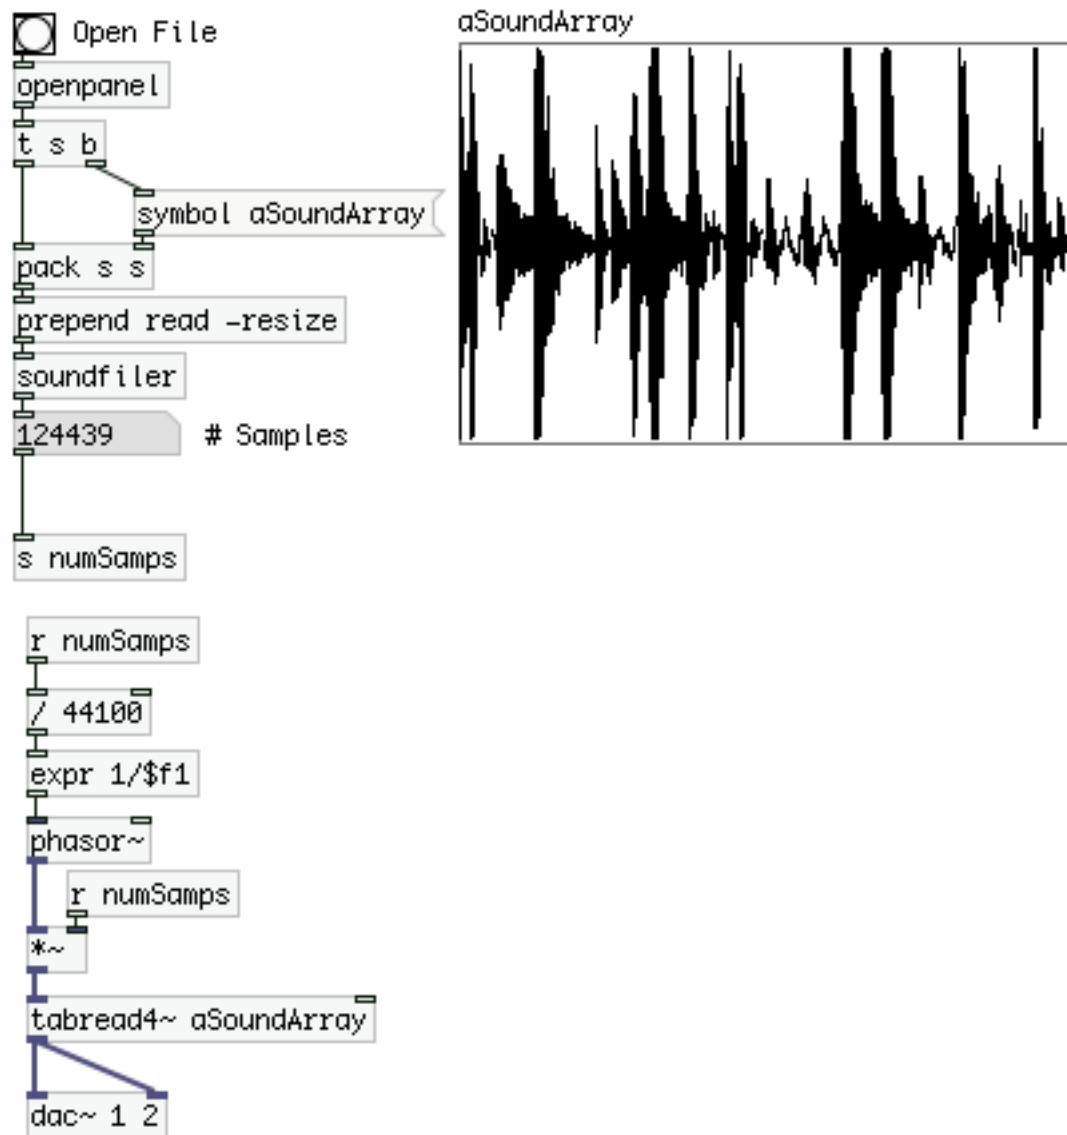 Open File
aSoundArray
openpanel
t s b
symbol aSoundArray
pack s s
prepend read -resize
soundfiler
124439
# Samples
s numSamps
r numSamps
/ 44100
expr 1/$f1
phasor~
r numSamps
*~
tabread4~ aSoundArray
dac~ 1 2